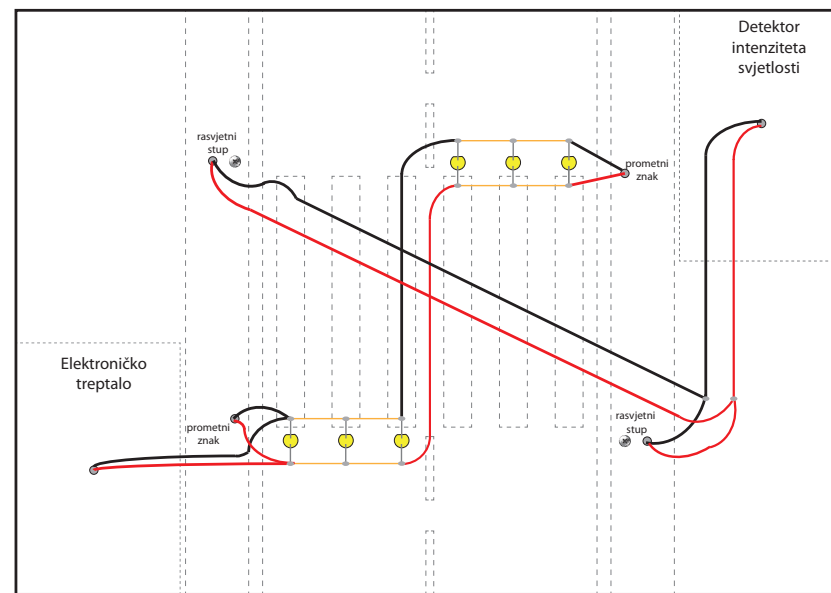 Detektor
intenziteta
svjetlosti
rasvjetni
stup
prometni
znak
Elektroničko
treptalo
prometni
znak
rasvjetni
stup